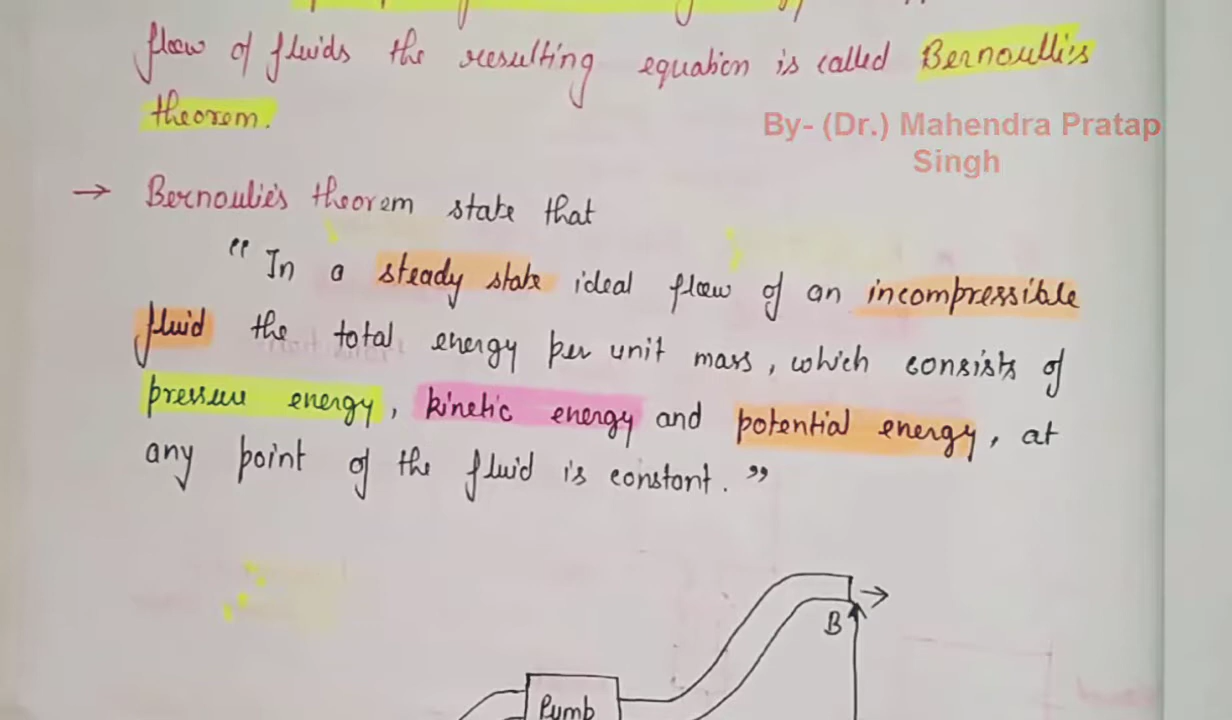 flow of fluids the resulting equation is called Bernoulli's
theorem.
By- (Dr.) Mahendra Pratap
Singh
→ Bernoulie's theorem state that
“ In a steady state ideal flow of an incompressible
fluid the total energy per unit mass, which consists of
pressure energy, kinetic energy and potential energy, at
any point of the fluid is constant. ”
B
Pump